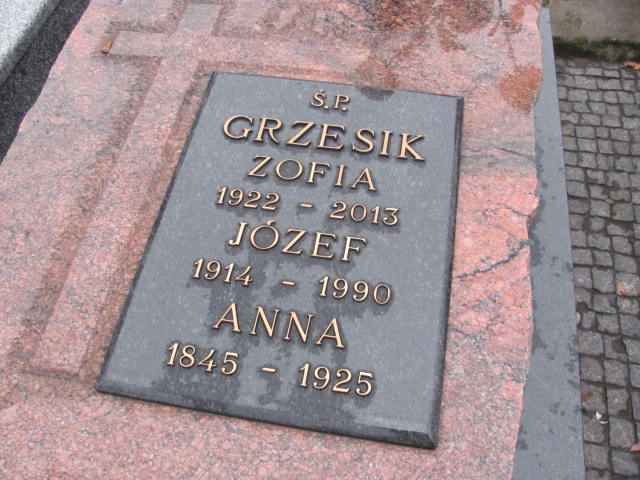 Ś.P.
GRZESIK
ZOFIA
1922 - 2013
JÓZEF
1914 - 1990
ANNA
1845 - 1925